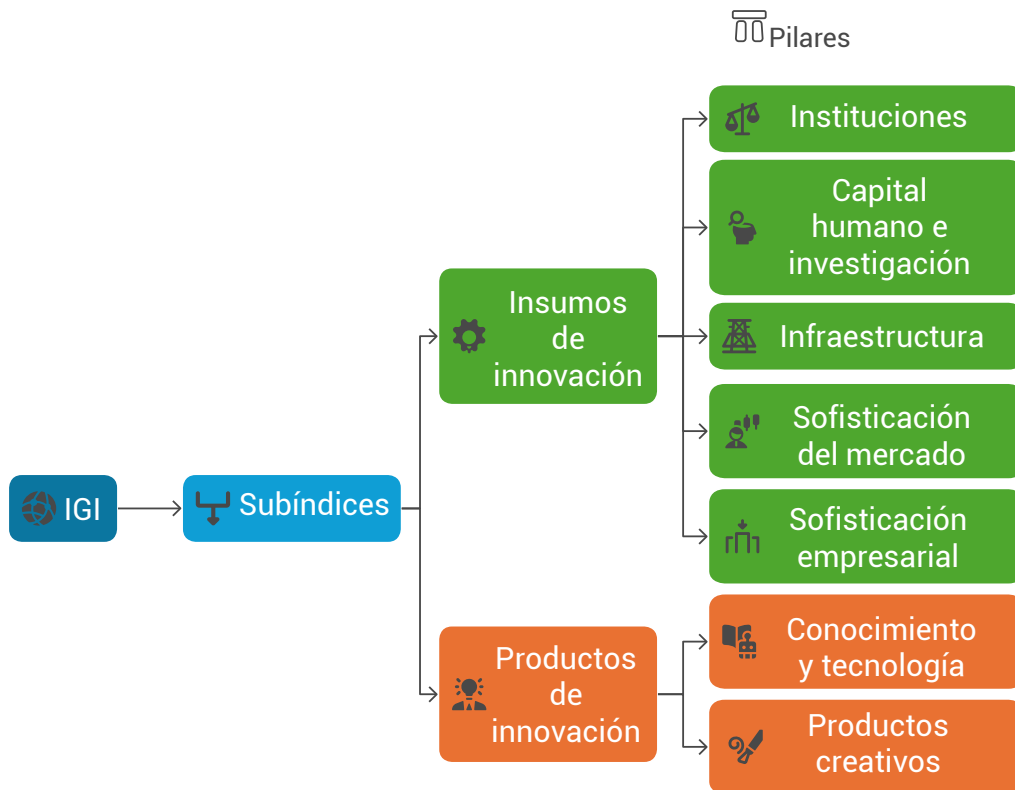 Pilares
Instituciones
Capital
humano e
investigación
Insumos
de
innovación
Infraestructura
Sofisticación
del mercado
IGI
Subíndices
Sofisticación
empresarial
Productos
de
innovación
Conocimiento
y tecnología
Productos
creativos